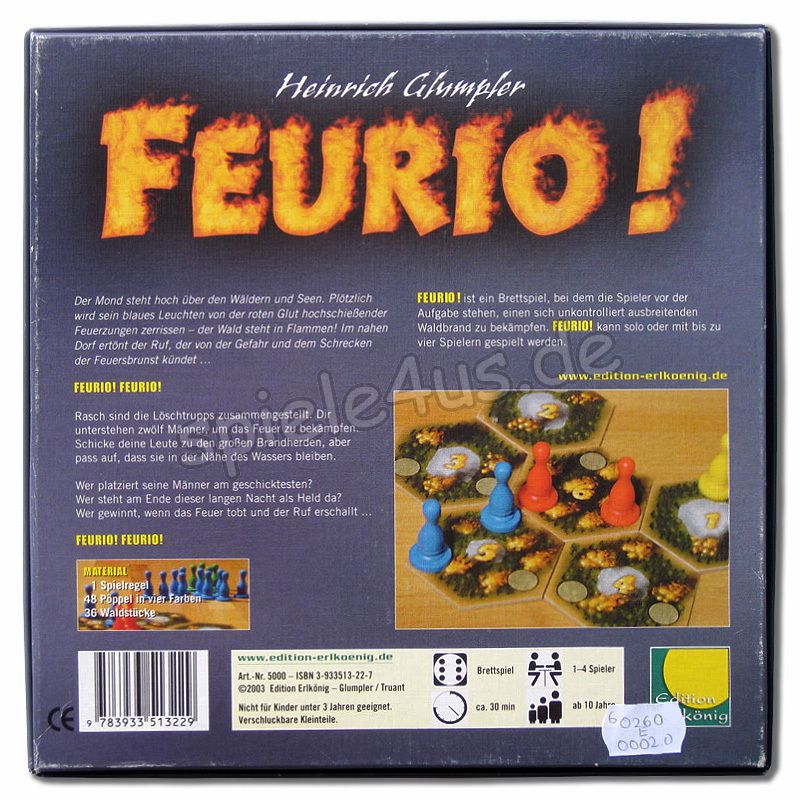 Heinrich Glumpler
FEURIO!
Der Mond steht hoch über den Wäldern und Seen. Plötzlich
wird sein blaues Leuchten von der roten Glut hochschießender
Feuerzungen zerrissen – der Wald steht in Flammen! Im nahen
Dorf ertönt der Ruf, der von der Gefahr und dem Schrecken
der Feuersbrunst kündet ...
FEURIO! FEURIO!
Rasch sind die Löschtrupps zusammengestellt. Dir
unterstehen zwölf Männer, um das Feuer zu bekämpfen.
Schicke deine Leute zu den großen Brandherden, aber
pass auf, dass sie in der Nähe des Wassers bleiben.
Wer platziert seine Männer am geschicktesten?
Wer steht am Ende dieser langen Nacht als Held da?
Wer gewinnt, wenn das Feuer tobt und der Ruf erschallt ...
FEURIO! FEURIO!
MATERIAL
1 Spielregel
48 Pöppel in vier Farben
36 Waldstücke
FEURIO! ist ein Brettspiel, bei dem die Spieler vor der
Aufgabe stehen, einen sich unkontrolliert ausbreitenden
Waldbrand zu bekämpfen. FEURIO! kann solo oder mit bis zu
vier Spielern gespielt werden.
www.edition-erlkoenig.de
2
3
1
spiele4us.de
CE
9 783933 513229
www.edition-erlkoenig.de
Art.-Nr. 5000 – ISBN 3-933513-22-7
©2003 Edition Erlkönig – Glumpler / Truant
Nicht für Kinder unter 3 Jahren geeignet.
Verschluckbare Kleinteile.
Brettspiel
1–4 Spieler
ca. 30 min
ab 10 Jahre
Edition
60260
E
00020